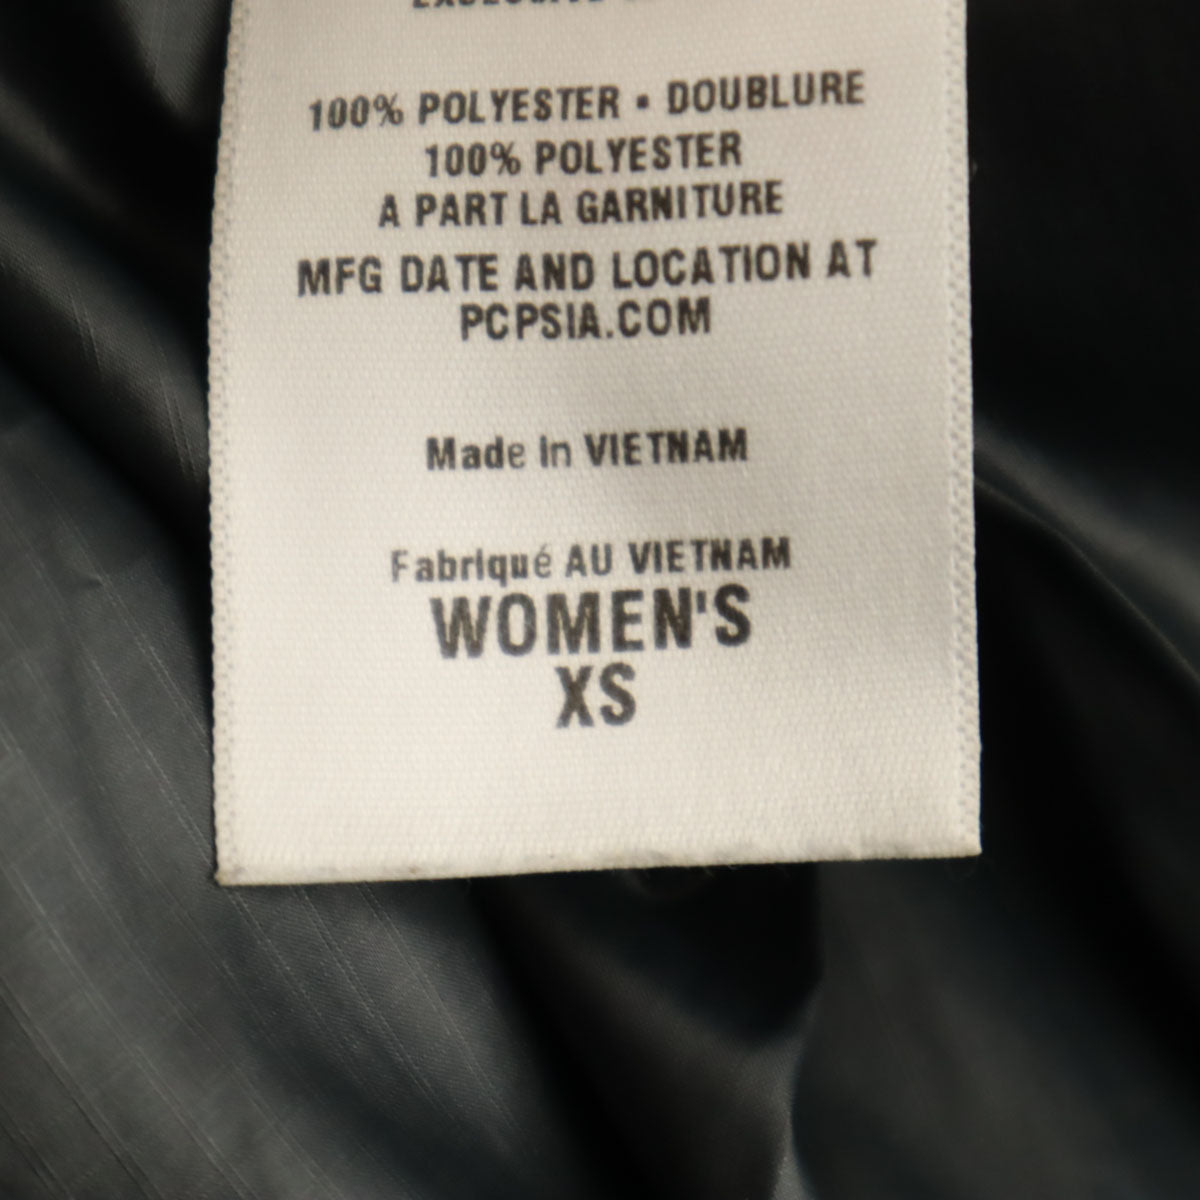 100% POLYESTER ▪ DOUBLURE
100% POLYESTER
A PART LA GARNITURE
MFG DATE AND LOCATION AT
PCPSIA.COM
Made in VIETNAM
Fabriqué AU VIETNAM
WOMEN'S
XS